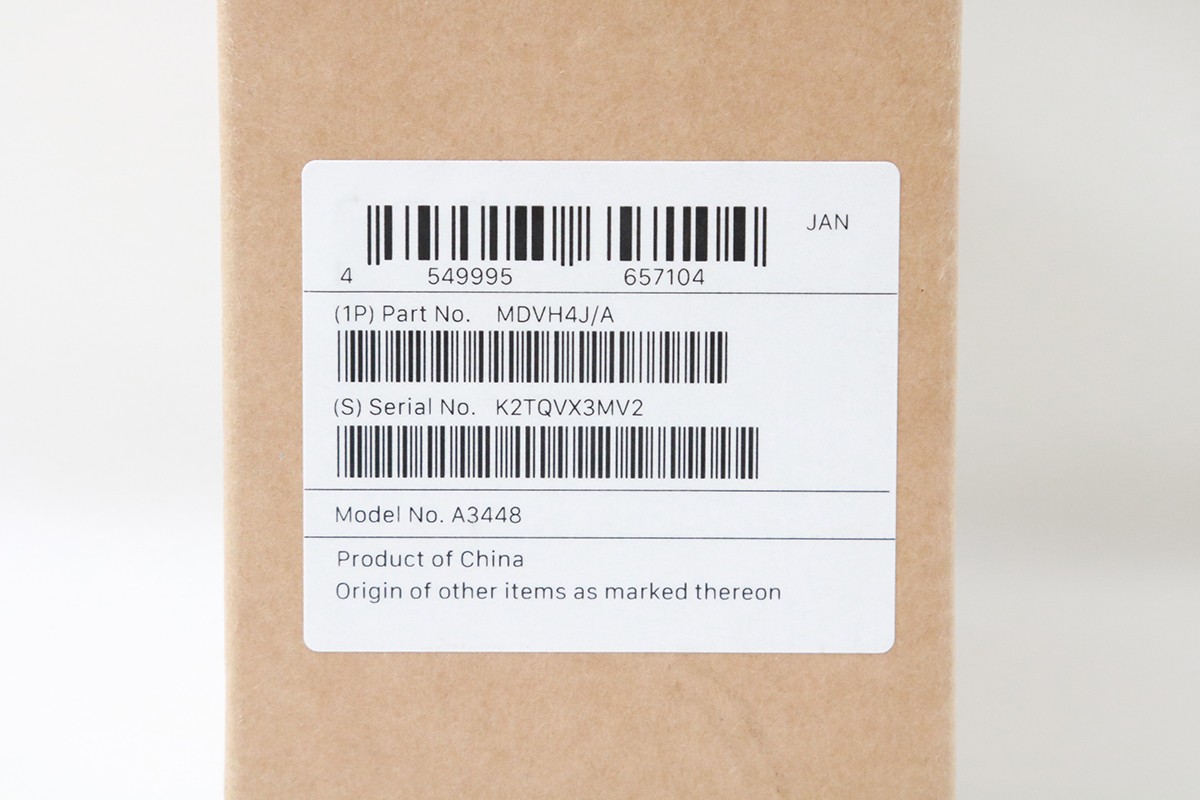 JAN
4 549995 657104
(1P) Part No. MDVH4J/A
(S) Serial No. K2TQVX3MV2
Model No. A3448
Product of China
Origin of other items as marked thereon